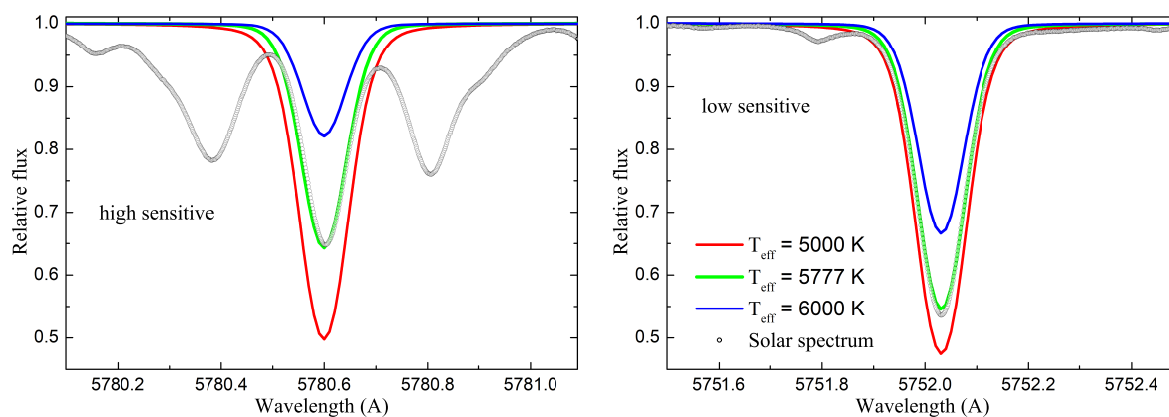 1.0
0.9
0.8
0.7
0.6
0.5
Relative flux
high sensitive
5780.2 5780.4 5780.6 5780.8 5781.0
Wavelength (A)
1.0
0.9
0.8
0.7
0.6
0.5
Relative flux
low sensitive
Teff = 5000 K
Teff = 5777 K
Teff = 6000 K
Solar spectrum
5751.6 5751.8 5752.0 5752.2 5752.4
Wavelength (A)